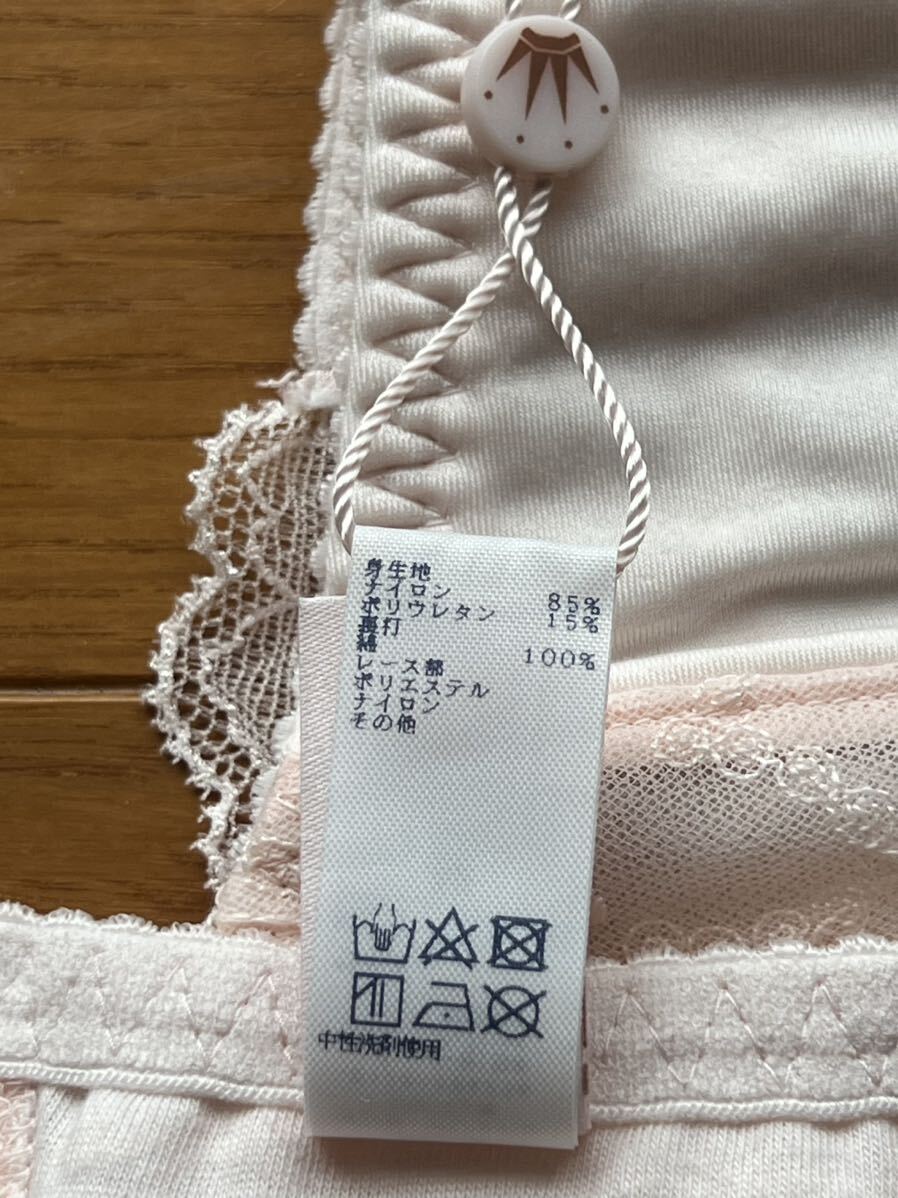 身生地
ナイロン 85%
ポリウレタン 15%
裏打
綿 100%
レース部
ポリエステル
ナイロン
その他
中性洗剤使用